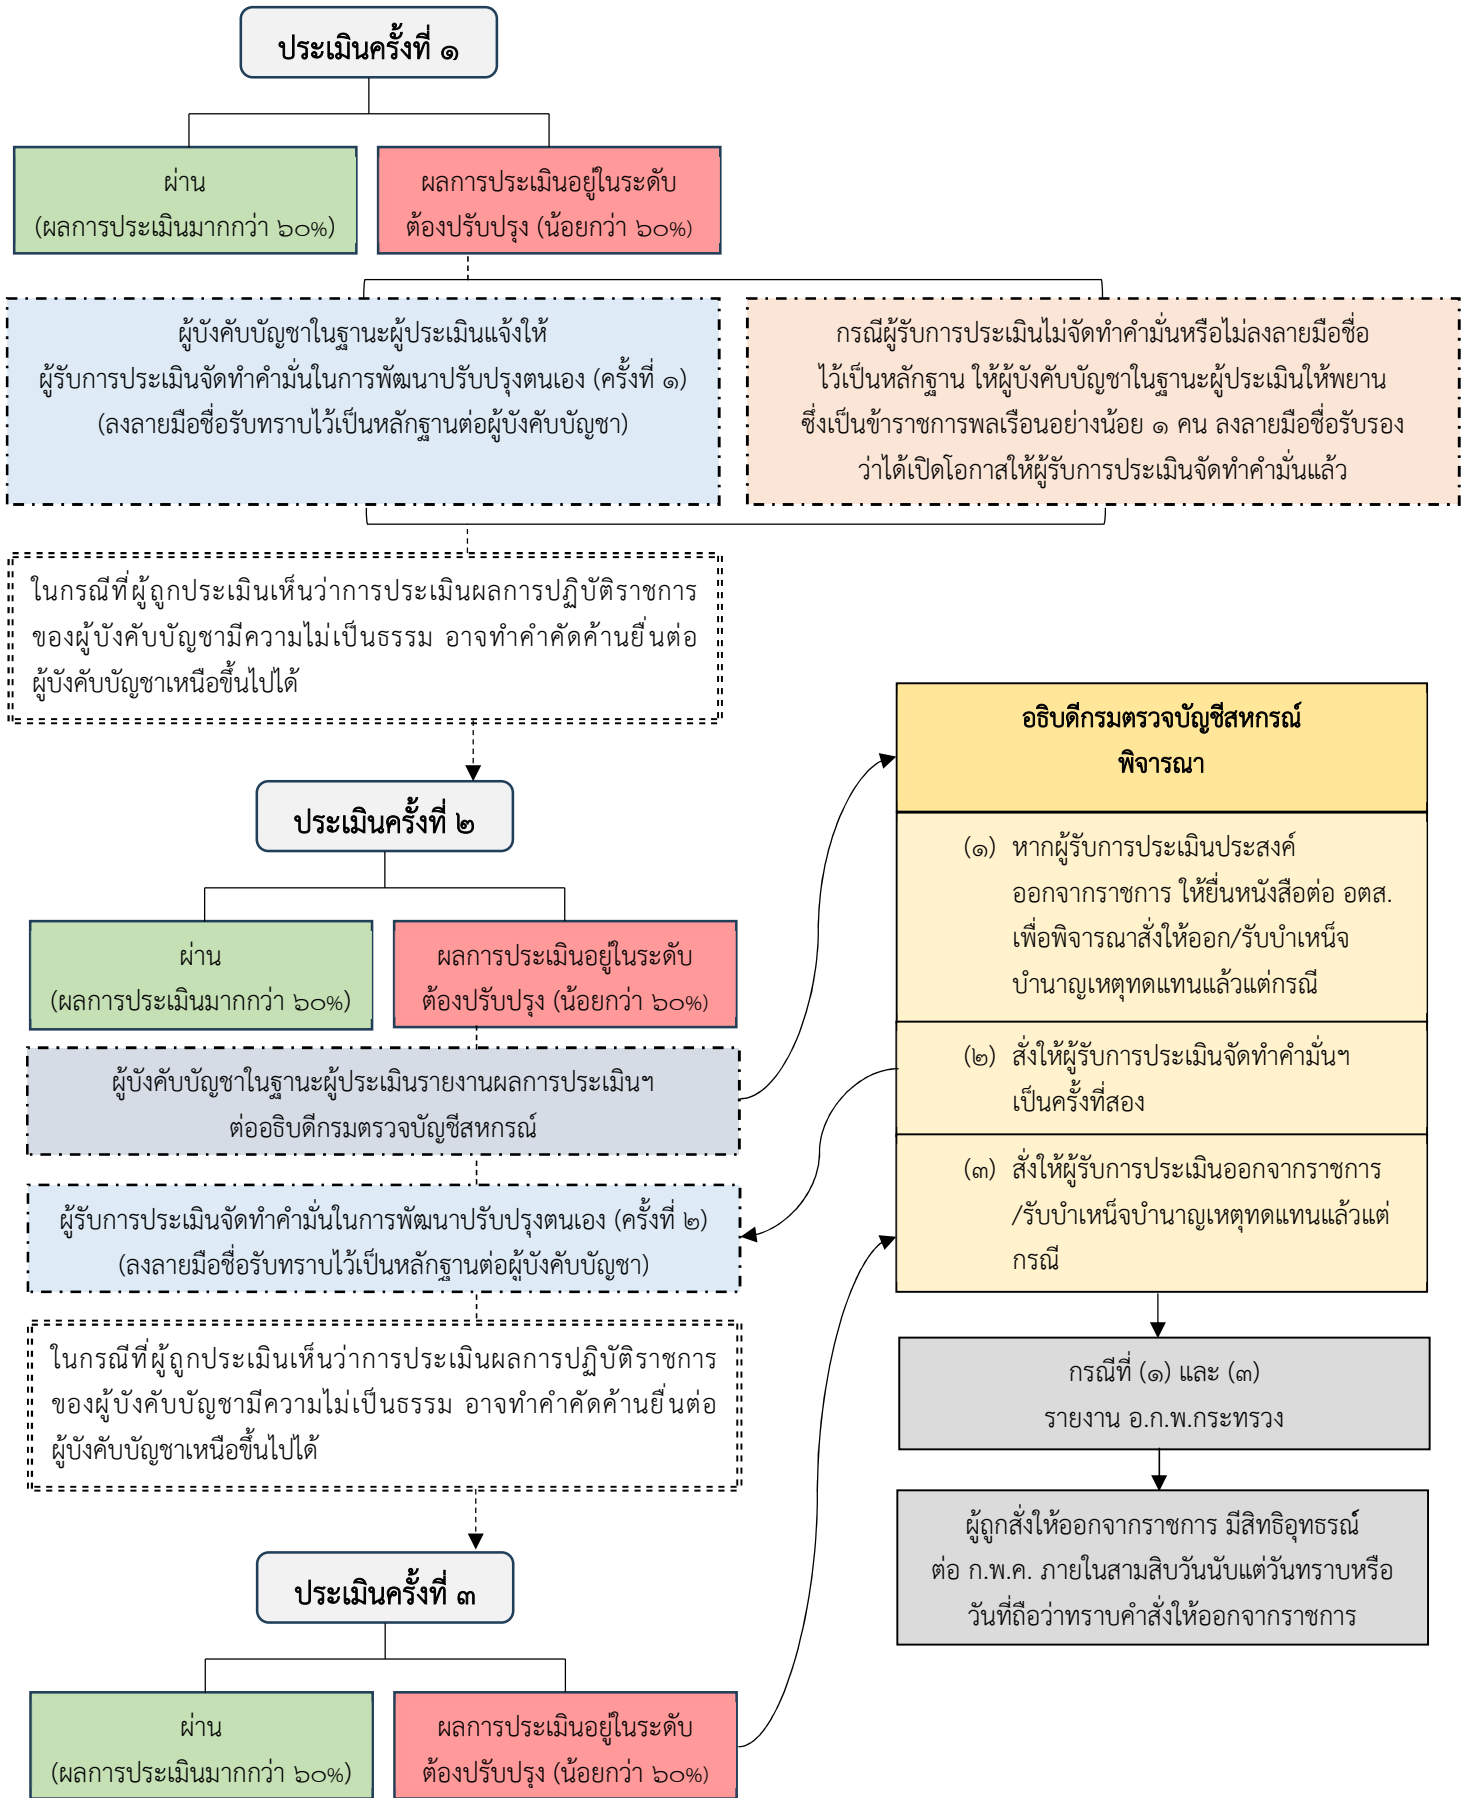 ประเมินครั้งที่ ๑
ผ่าน
(ผลการประเมินมากกว่า ๖๐%)
ผลการประเมินอยู่ในระดับ
ต้องปรับปรุง (น้อยกว่า ๖๐%)
ผู้บังคับบัญชาในฐานะผู้ประเมินแจ้งให้
ผู้รับการประเมินจัดทำคำมั่นในการพัฒนาปรับปรุงตนเอง (ครั้งที่ ๑)
(ลงลายมือชื่อรับทราบไว้เป็นหลักฐานต่อผู้บังคับบัญชา)
กรณีผู้รับการประเมินไม่จัดทำคำมั่นหรือไม่ลงลายมือชื่อ
ไว้เป็นหลักฐาน ให้ผู้บังคับบัญชาในฐานะผู้ประเมินให้พยาน
ซึ่งเป็นข้าราชการพลเรือนอย่างน้อย ๑ คน ลงลายมือชื่อรับรอง
ว่าได้เปิดโอกาสให้ผู้รับการประเมินจัดทำคำมั่นแล้ว
ในกรณีที่ผู้ถูกประเมินเห็นว่าการประเมินผลการปฏิบัติราชการ
ของผู้บังคับบัญชามีความไม่เป็นธรรม อาจทำคำคัดค้านยื่นต่อ
ผู้บังคับบัญชาเหนือขึ้นไปได้
ประเมินครั้งที่ ๒
ผ่าน
(ผลการประเมินมากกว่า ๖๐%)
ผลการประเมินอยู่ในระดับ
ต้องปรับปรุง (น้อยกว่า ๖๐%)
ผู้บังคับบัญชาในฐานะผู้ประเมินรายงานผลการประเมินฯ
ต่ออธิบดีกรมตรวจบัญชีสหกรณ์
ผู้รับการประเมินจัดทำคำมั่นในการพัฒนาปรับปรุงตนเอง (ครั้งที่ ๒)
(ลงลายมือชื่อรับทราบไว้เป็นหลักฐานต่อผู้บังคับบัญชา)
ในกรณีที่ผู้ถูกประเมินเห็นว่าการประเมินผลการปฏิบัติราชการ
ของผู้บังคับบัญชามีความไม่เป็นธรรม อาจทำคำคัดค้านยื่นต่อ
ผู้บังคับบัญชาเหนือขึ้นไปได้
ประเมินครั้งที่ ๓
ผ่าน
(ผลการประเมินมากกว่า ๖๐%)
ผลการประเมินอยู่ในระดับ
ต้องปรับปรุง (น้อยกว่า ๖๐%)
อธิบดีกรมตรวจบัญชีสหกรณ์
พิจารณา
(๑) หากผู้รับการประเมินประสงค์
ออกจากราชการ ให้ยื่นหนังสือต่อ อตส.
เพื่อพิจารณาสั่งให้ออก/รับบำเหน็จ
บำนาญเหตุทดแทนแล้วแต่กรณี
(๒) สั่งให้ผู้รับการประเมินจัดทำคำมั่นฯ
เป็นครั้งที่สอง
(๓) สั่งให้ผู้รับการประเมินออกจากราชการ
/รับบำเหน็จบำนาญเหตุทดแทนแล้วแต่
กรณี
กรณีที่ (๑) และ (๓)
รายงาน อ.ก.พ.กระทรวง
ผู้ถูกสั่งให้ออกจากราชการ มีสิทธิอุทธรณ์
ต่อ ก.พ.ค. ภายในสามสิบวันนับแต่วันทราบหรือ
วันที่ถือว่าทราบคำสั่งให้ออกจากราชการ